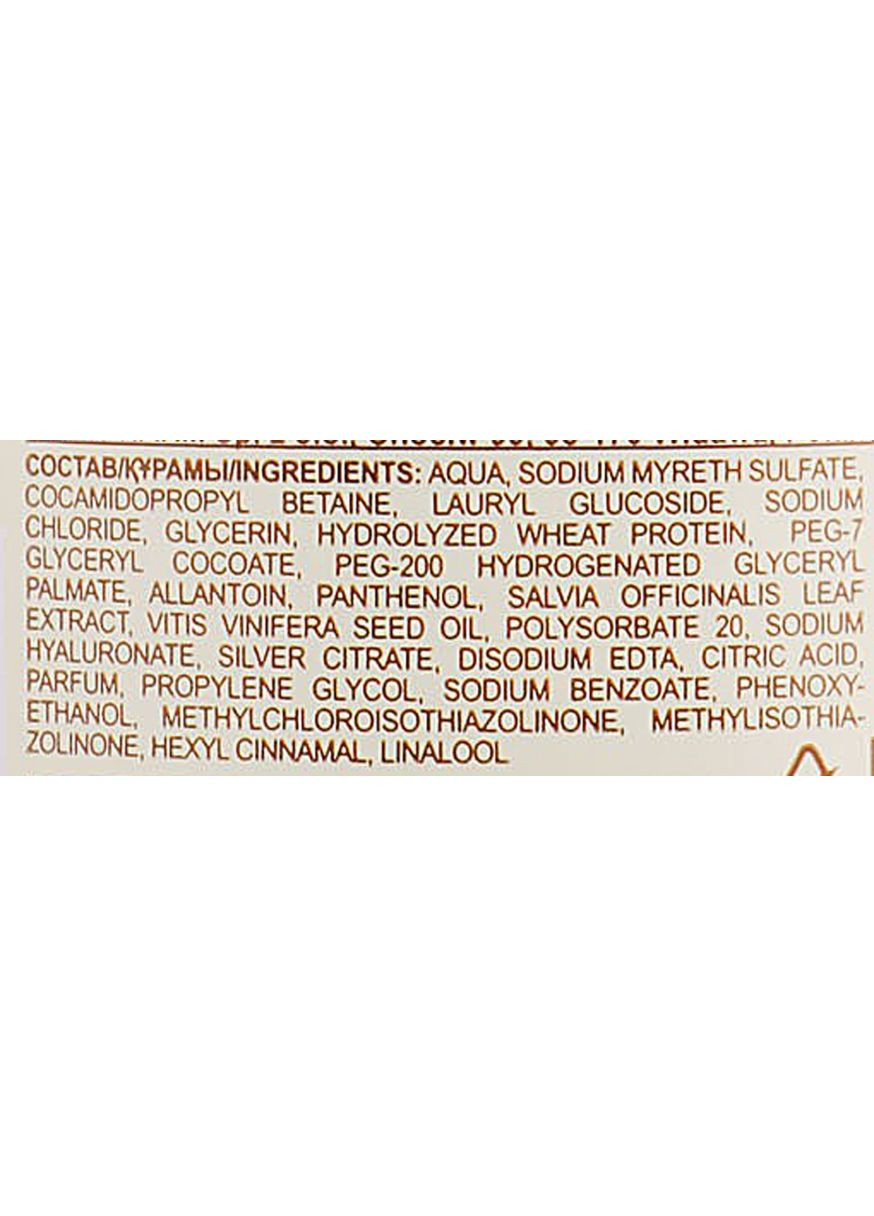 СОСТАВ/ҚҰРАМЫ/INGREDIENTS: AQUA, SODIUM MYRETH SULFATE,
COCAMIDOPROPYL BETAINE, LAURYL GLUCOSIDE, SODIUM
CHLORIDE, GLYCERIN, HYDROLYZED WHEAT PROTEIN, PEG-7
GLYCERYL COCOATE, PEG-200 HYDROGENATED GLYCERYL
PALMATE, ALLANTOIN, PANTHENOL, SALVIA OFFICINALIS LEAF
EXTRACT, VITIS VINIFERA SEED OIL, POLYSORBATE 20, SODIUM
HYALURONATE, SILVER CITRATE, DISODIUM EDTA, CITRIC ACID,
PARFUM, PROPYLENE GLYCOL, SODIUM BENZOATE, PHENOXY-
ETHANOL, METHYLCHLOROISOTHIAZOLINONE, METHYLISOTHIA-
ZOLINONE, HEXYL CINNAMAL, LINALOOL